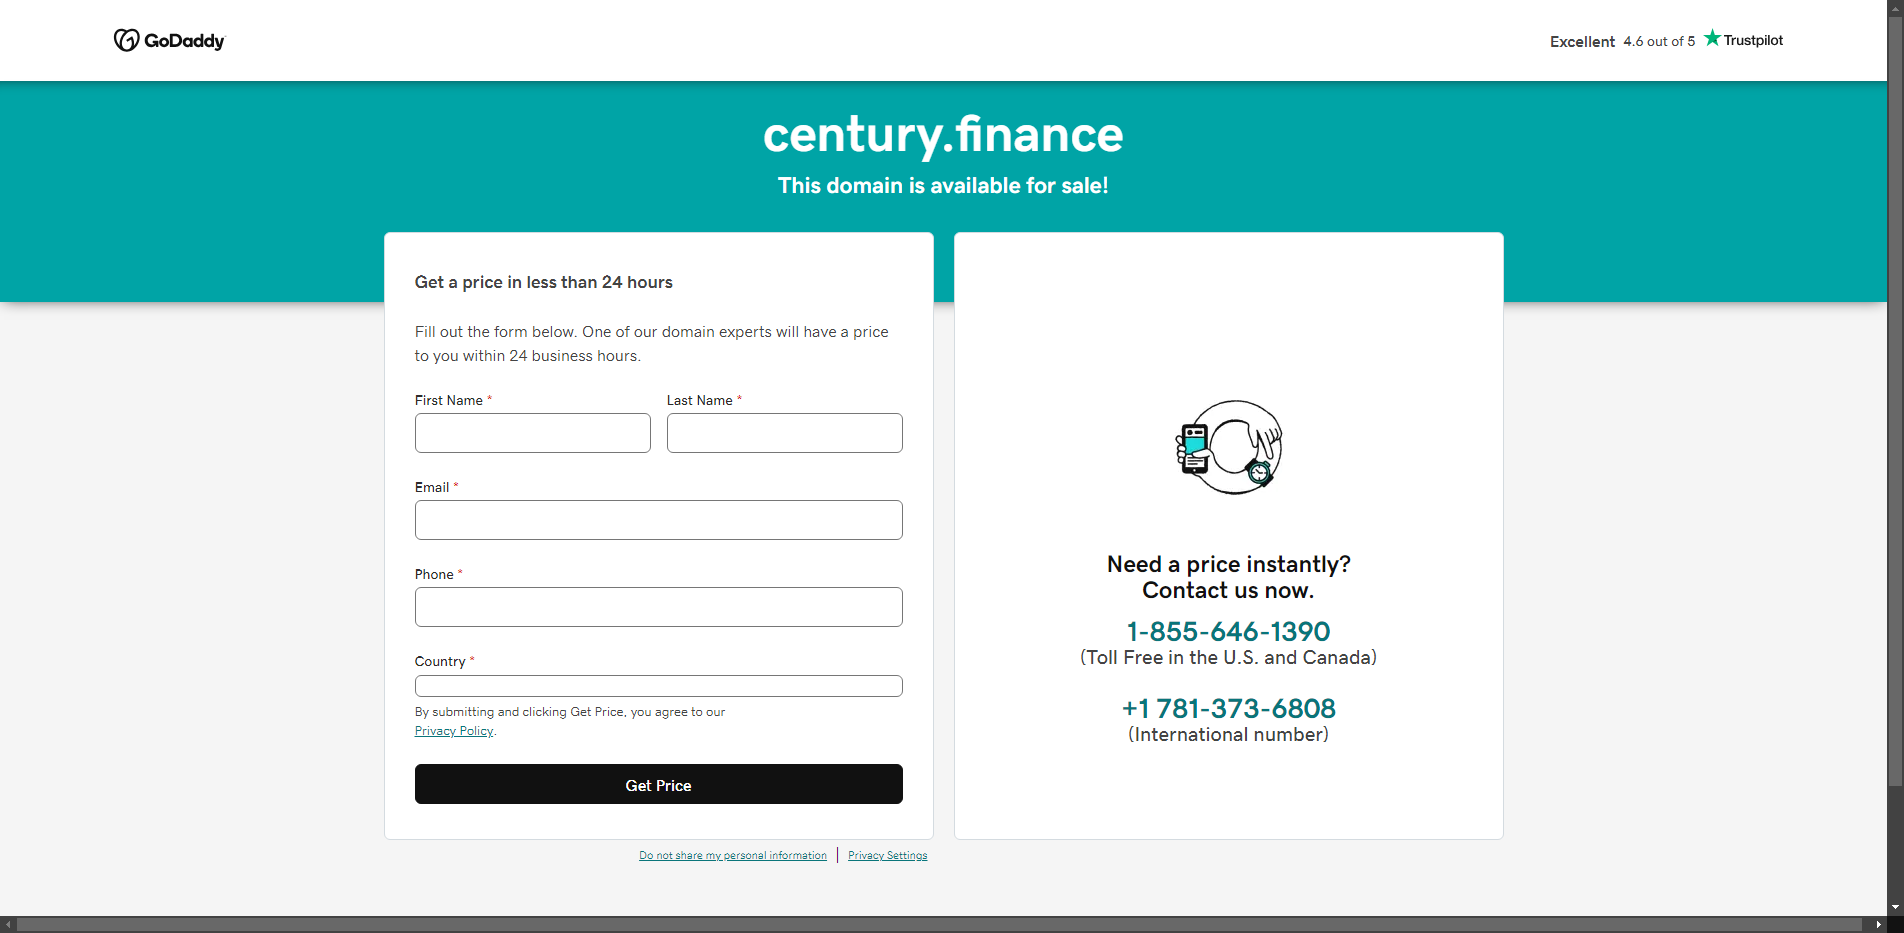 GoDaddy
Excellent 4.6 out of 5 Trustpilot
century.finance
This domain is available for sale!
Get a price in less than 24 hours
Fill out the form below. One of our domain experts will have a price
to you within 24 business hours.
First Name * Last Name *
Email *
Phone *
Country *
By submitting and clicking Get Price, you agree to our
Privacy Policy.
Get Price
Need a price instantly?
Contact us now.
1-855-646-1390
(Toll Free in the U.S. and Canada)
+1 781-373-6808
(International number)
Do not share my personal information | Privacy Settings